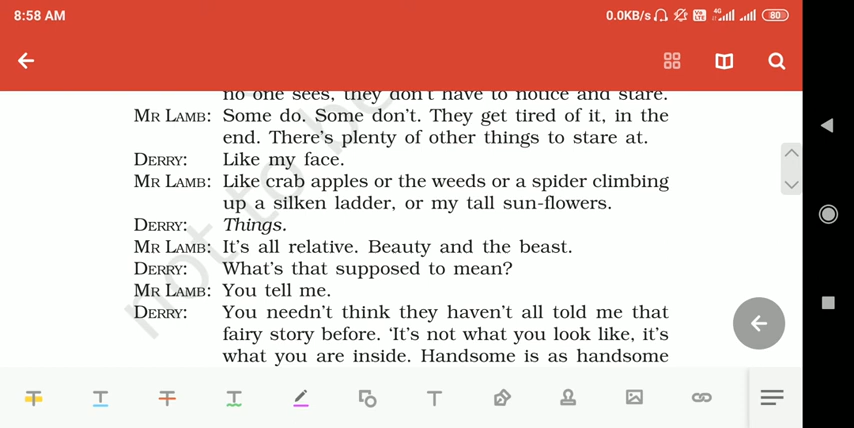 8:58 AM
0.0KB/s
4G
80
no one sees, they don't have to notice and stare.
MR LAMB: Some do. Some don't. They get tired of it, in the
end. There's plenty of other things to stare at.
DERRY: Like my face.
MR LAMB: Like crab apples or the weeds or a spider climbing
up a silken ladder, or my tall sun-flowers.
DERRY: Things.
MR LAMB: It's all relative. Beauty and the beast.
DERRY: What's that supposed to mean?
MR LAMB: You tell me.
DERRY: You needn't think they haven't all told me that
fairy story before. 'It's not what you look like, it's
what you are inside. Handsome is as handsome
not to be
T T T T T